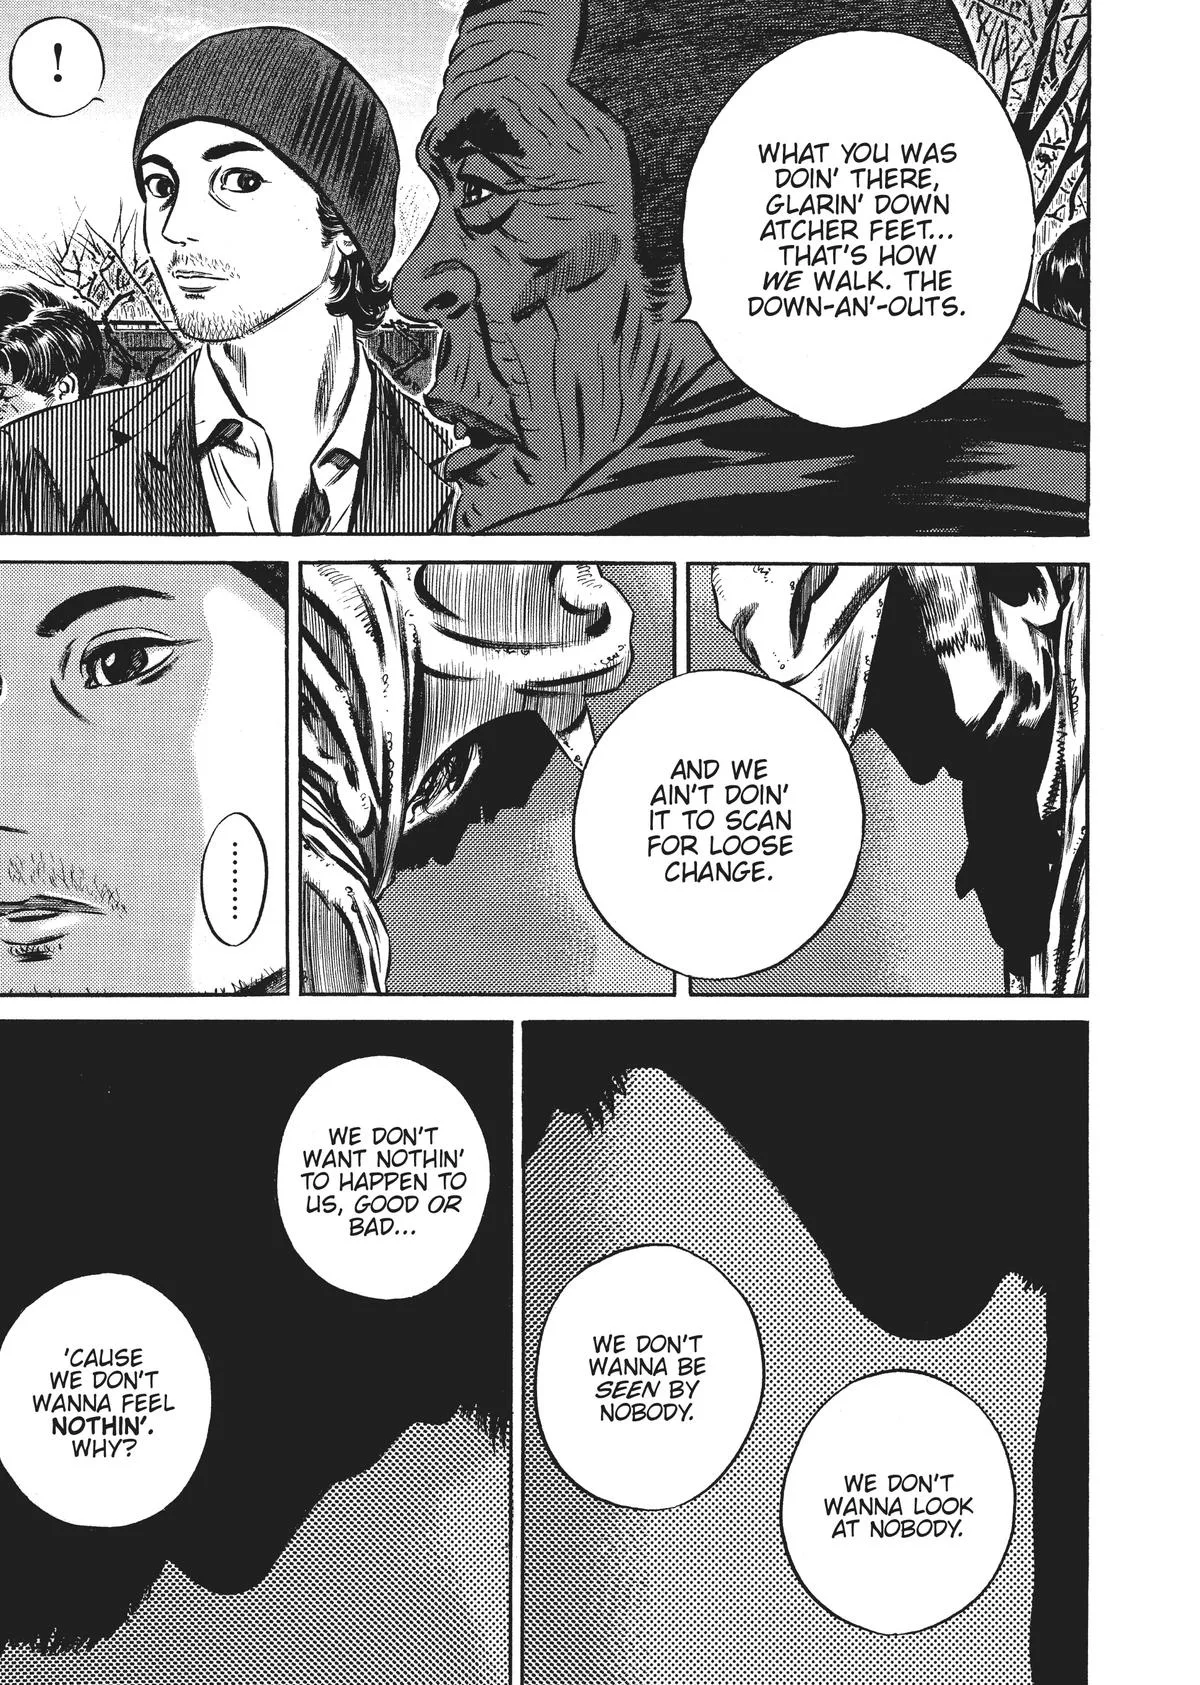 !
WHAT YOU WAS
DOIN' THERE,
GLARIN' DOWN
ATCHER FEET...
THAT'S HOW
WE WALK. THE
DOWN-AN'-OUTS.
AND WE
AIN'T DOIN'
IT TO SCAN
FOR LOOSE
CHANGE.
.........
WE DON'T
WANNA LOOK
AT NOBODY.
WE DON'T
WANNA BE
SEEN BY
NOBODY.
WE DON'T
WANT NOTHIN'
TO HAPPEN TO
US, GOOD OR
BAD...
'CAUSE
WE DON'T
WANNA FEEL
NOTHIN'.
WHY?